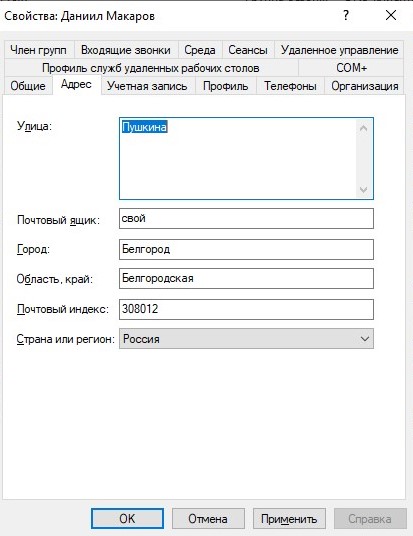 Свойства: Даниил Макаров ? ×
Член групп Входящие звонки Среда Сеансы Удаленное управление
Профиль служб удаленных рабочих столов COM+
Общие Адрес Учетная запись Профиль Телефоны Организация
Улица: Пушкина
Почтовый ящик: свой
Город: Белгород
Область, край: Белгородская
Почтовый индекс: 308012
Страна или регион: Россия
ОК Отмена Применить Справка